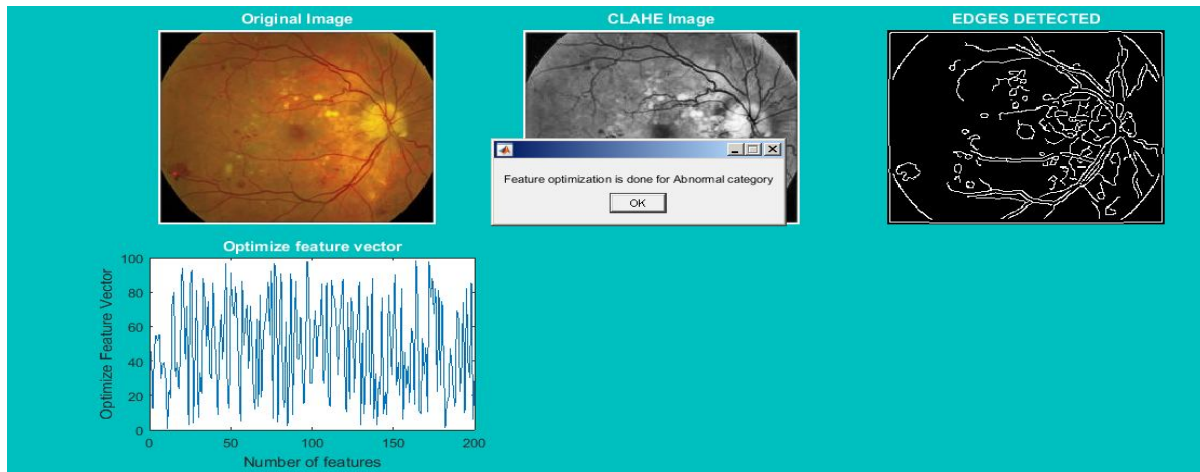 Original Image
CLAHE Image
EDGES DETECTED
Feature optimization is done for Abnormal category
OK
Optimize feature vector
Optimize Feature Vector
100
80
60
40
20
0
0 50 100 150 200
Number of features